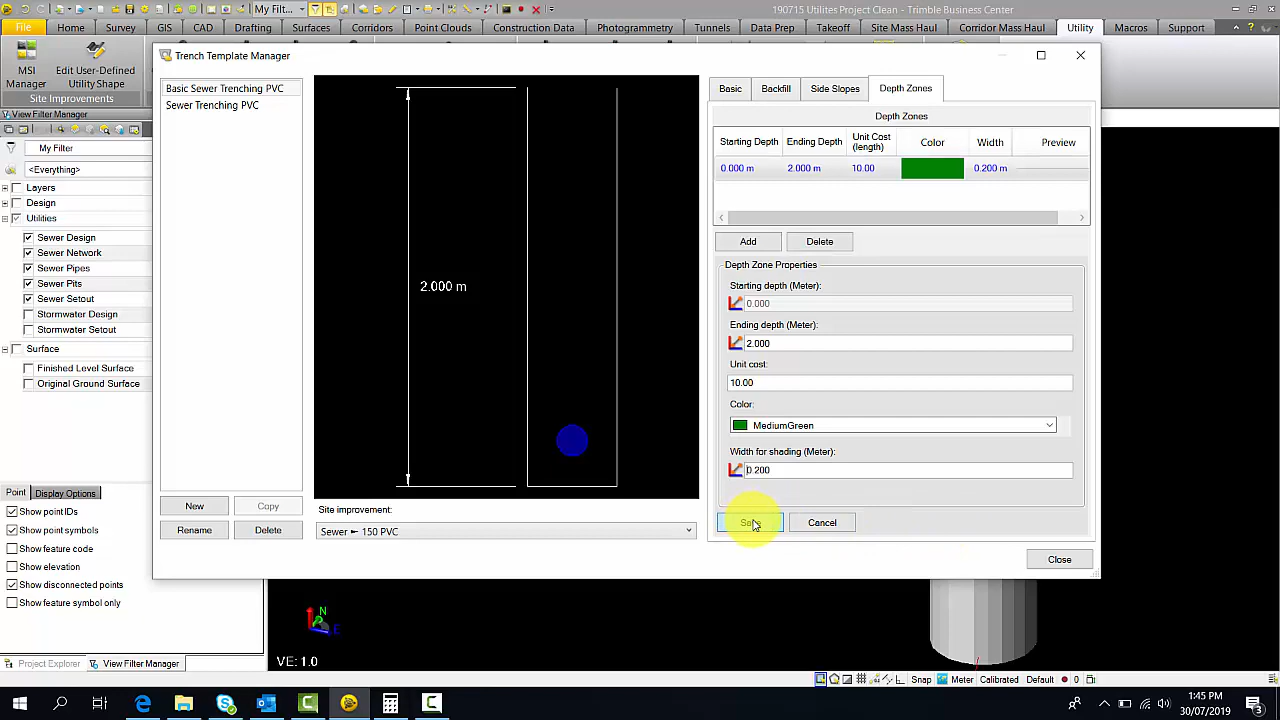 My Filt...
190715 Utilites Project Clean - Trimble Business Center
File
Home
Survey
GIS
CAD
Drafting
Surfaces
Corridors
Point Clouds
Construction Data
Photogrammetry
Tunnels
Data Prep
Takeoff
Site Mass Haul
Corridor Mass Haul
Utility
Macros
Support
MSI Manager
Edit User-Defined Utility Shape
Site Improvements
View Filter Manager
My Filter
<Everything>
Layers
Design
Utilities
Sewer Design
Sewer Network
Sewer Pipes
Sewer Pits
Sewer Setout
Stormwater Design
Stormwater Setout
Surface
Finished Level Surface
Original Ground Surface
Point
Display Options
Show point IDs
Show point symbols
Show feature code
Show elevation
Show disconnected points
Show feature symbol only
Project Explorer
View Filter Manager
Trench Template Manager
Basic Sewer Trenching PVC
Sewer Trenching PVC
New
Copy
Rename
Delete
2.000 m
Site improvement:
Sewer ⟵ 150 PVC
Basic
Backfill
Side Slopes
Depth Zones
Depth Zones
Starting Depth
Ending Depth
Unit Cost (length)
Color
Width
Preview
0.000 m
2.000 m
10.00
0.200 m
Add
Delete
Depth Zone Properties
Starting depth (Meter):
0.000
Ending depth (Meter):
2.000
Unit cost:
10.00
Color:
MediumGreen
Width for shading (Meter):
0.200
Cancel
Close
N
E
VE: 1.0
Snap
Meter
Calibrated
Default
0
1:45 PM
30/07/2019
3